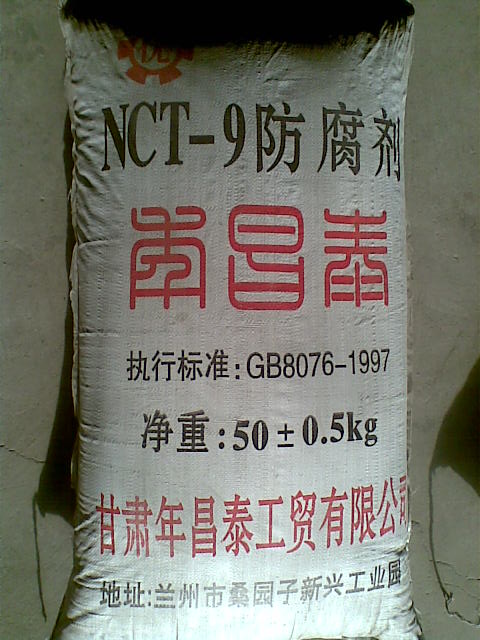 优
NCT-9防腐剂
年昌泰
执行标准:GB8076-1997
净重:50±0.5kg
甘肃年昌泰工贸有限公司
地址:兰州市桑园子新兴工业园